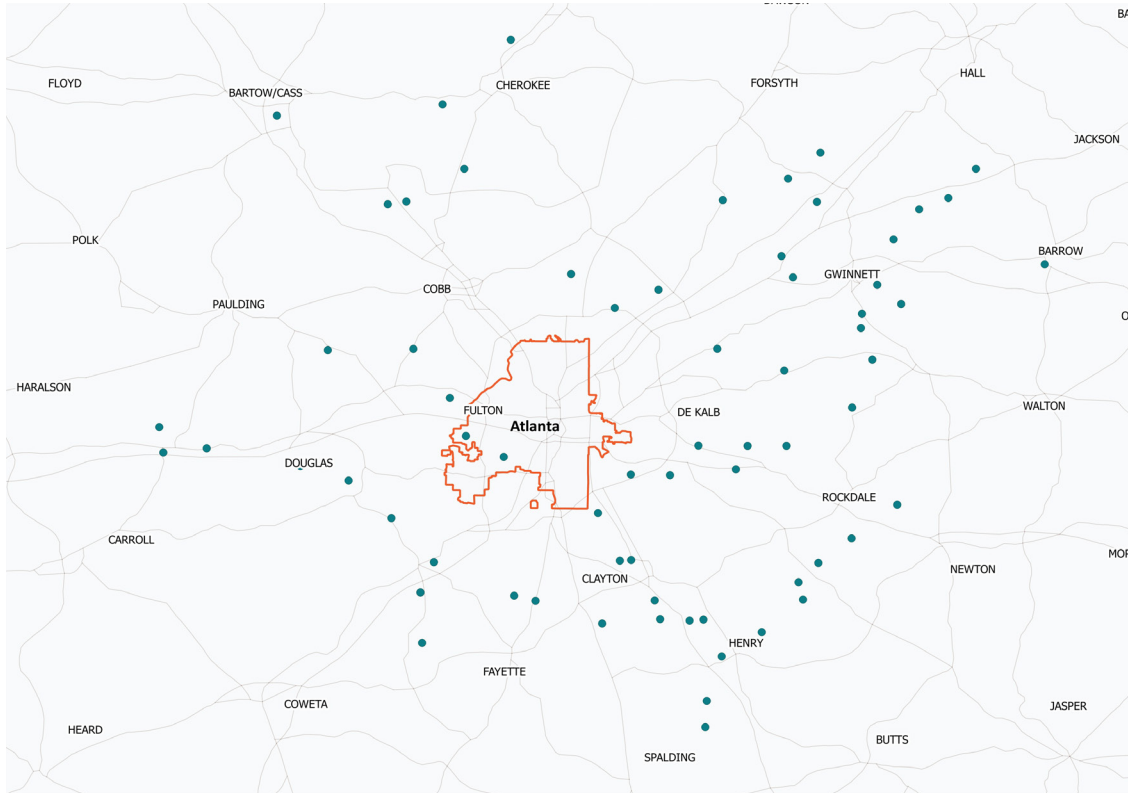 HALL
FLOYD
FORSYTH
CHEROKEE
BARTOW/CASS
JACKSON
POLK
BARROW
GWINNETT
COBB
PAULDING
HARALSON
WALTON
FULTON
DE KALB
Atlanta
DOUGLAS
ROCKDALE
CARROLL
NEWTON
CLAYTON
HENRY
FAYETTE
COWETA
JASPER
HEARD
BUTTS
SPALDING